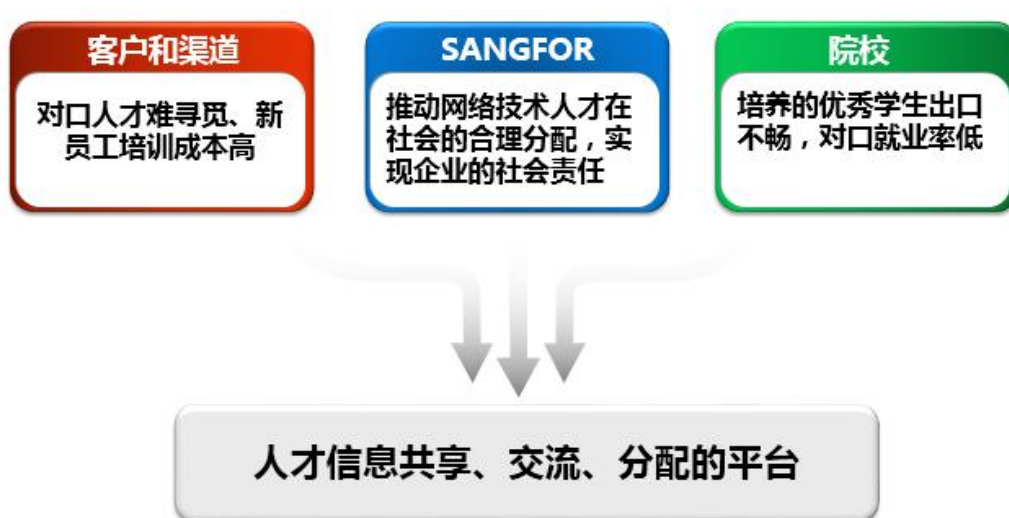 客户和渠道
对口人才难寻觅、新
员工培训成本高
SANGFOR
推动网络技术人才在
社会的合理分配，实
现企业的社会责任
院校
培养的优秀学生出口
不畅，对口就业率低
人才信息共享、交流、分配的平台